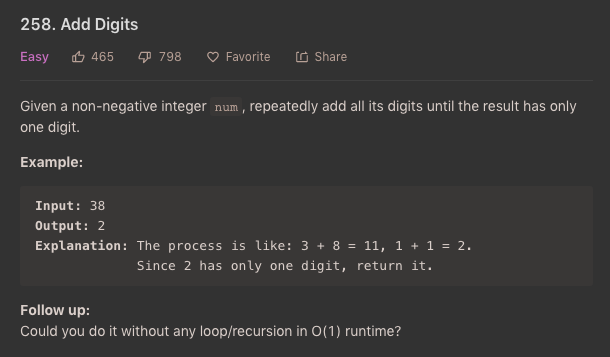 258. Add Digits
Easy 465 798 Favorite Share
Given a non-negative integer num, repeatedly add all its digits until the result has only
one digit.
Example:
Input: 38
Output: 2
Explanation: The process is like: 3 + 8 = 11, 1 + 1 = 2.
Since 2 has only one digit, return it.
Follow up:
Could you do it without any loop/recursion in O(1) runtime?